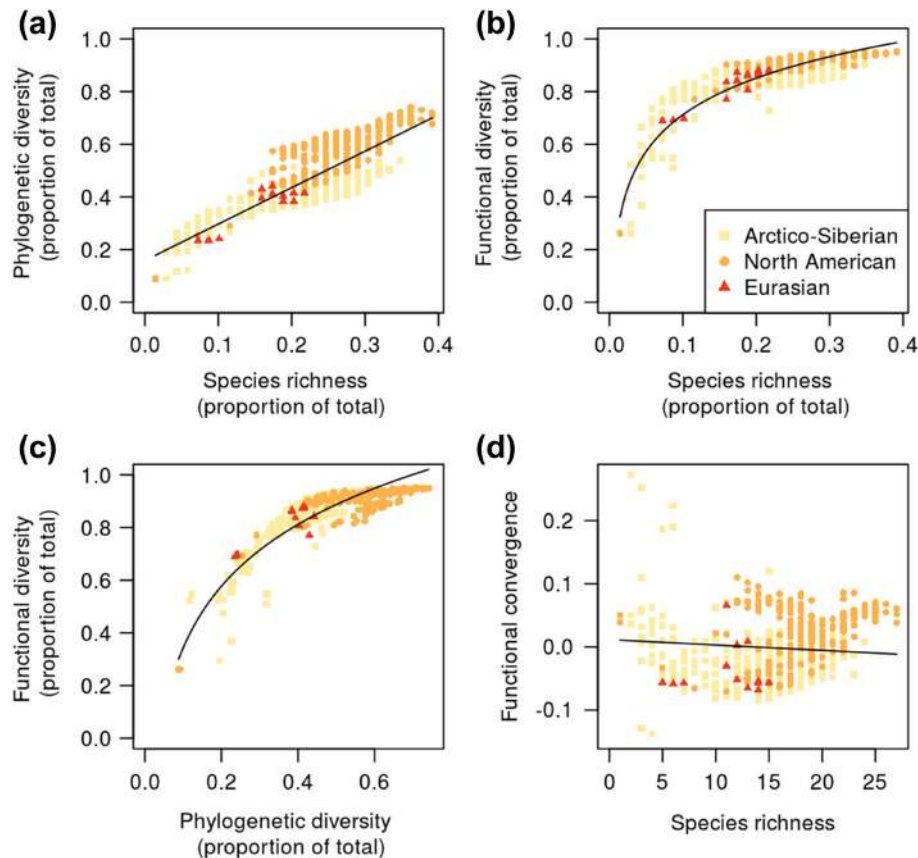 (a)
Phylogenetic diversity
(proportion of total)
1.0
0.8
0.6
0.4
0.2
0.0
0.0 0.1 0.2 0.3 0.4
Species richness
(proportion of total)
(b)
Functional diversity
(proportion of total)
1.0
0.8
0.6
0.4
0.2
0.0
Arctico-Siberian
North American
Eurasian
0.0 0.1 0.2 0.3 0.4
Species richness
(proportion of total)
(c)
Functional diversity
(proportion of total)
1.0
0.8
0.6
0.4
0.2
0.0
0.0 0.2 0.4 0.6
Phylogenetic diversity
(proportion of total)
(d)
Functional convergence
0.2
0.1
0.0
-0.1
0 5 10 15 20 25
Species richness